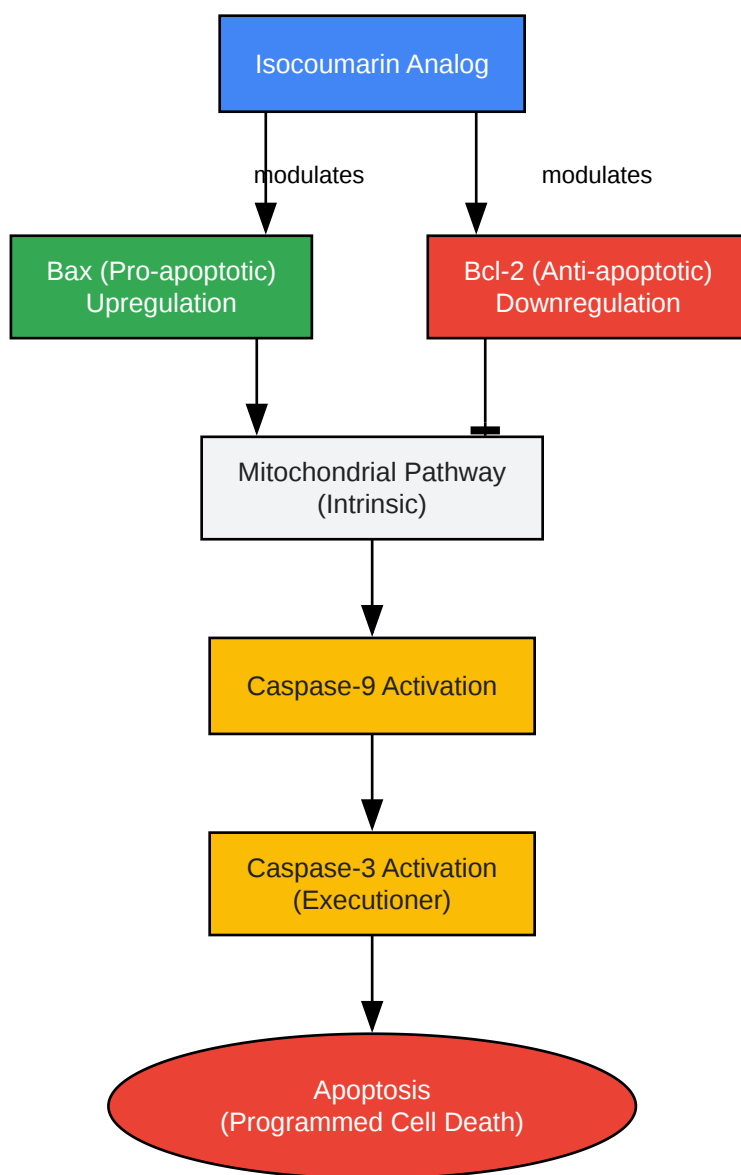 Isocoumarin Analog
modulates
modulates
Bax (Pro-apoptotic)
Upregulation
Bcl-2 (Anti-apoptotic)
Downregulation
Mitochondrial Pathway
(Intrinsic)
Caspase-9 Activation
Caspase-3 Activation
(Executioner)
Apoptosis
(Programmed Cell Death)